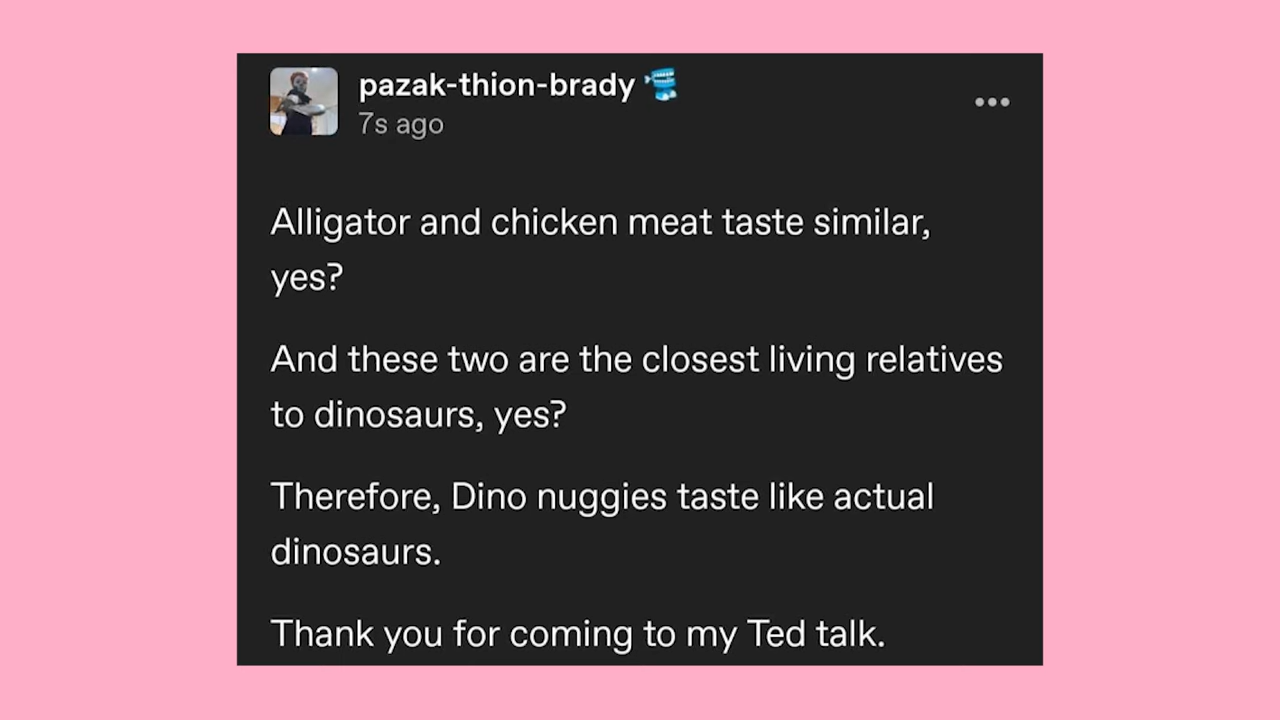 pazak-thion-brady
7s ago
Alligator and chicken meat taste similar,
yes?
And these two are the closest living relatives
to dinosaurs, yes?
Therefore, Dino nuggies taste like actual
dinosaurs.
Thank you for coming to my Ted talk.